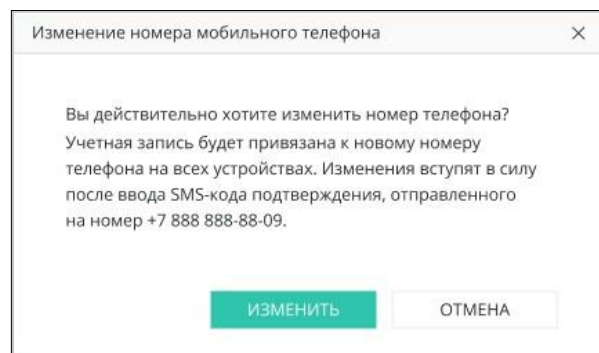 Изменение номера мобильного телефона
Вы действительно хотите изменить номер телефона?
Учетная запись будет привязана к новому номеру
телефона на всех устройствах. Изменения вступят в силу
после ввода SMS-кода подтверждения, отправленного
на номер +7 888 888-88-09.
ИЗМЕНИТЬ ОТМЕНА